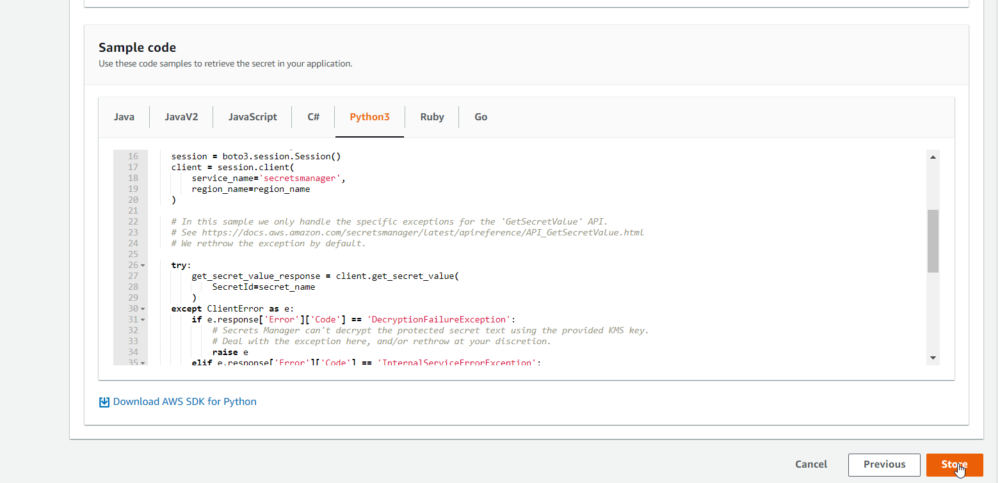 Sample code
Use these code samples to retrieve the secret in your application.
Java JavaV2 JavaScript C# Python3 Ruby Go
16 session = boto3.session.Session()
17 client = session.client(
18 service_name='secretsmanager',
19 region_name=region_name
20 )
21
22 # In this sample we only handle the specific exceptions for the 'GetSecretValue' API.
23 # See https://docs.aws.amazon.com/secretsmanager/latest/apireference/API_GetSecretValue.html
24 # We rethrow the exception by default.
25
26 try:
27 get_secret_value_response = client.get_secret_value(
28 SecretId=secret_name
29 )
30 except ClientError as e:
31 if e.response['Error']['Code'] == 'DecryptionFailureException':
32 # Secrets Manager can't decrypt the protected secret text using the provided KMS key.
33 # Deal with the exception here, and/or rethrow at your discretion.
34 raise e
35 elif e.response['Error']['Code'] == 'InternalServiceErrorException':
Download AWS SDK for Python
Cancel Previous Store